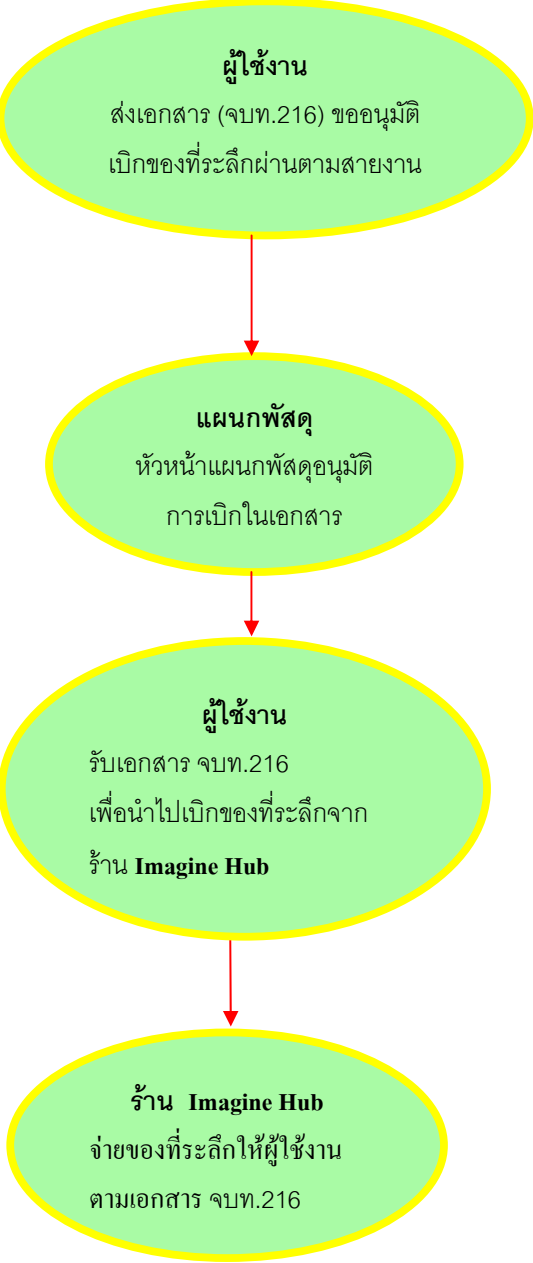 ผู้ใช้งาน
ส่งเอกสาร (จบท.216) ขออนุมัติ
เบิกของที่ระลึกผ่านตามสายงาน
แผนกพัสดุ
หัวหน้าแผนกพัสดุอนุมัติ
การเบิกในเอกสาร
ผู้ใช้งาน
รับเอกสาร จบท.216
เพื่อนำไปเบิกของที่ระลึกจาก
ร้าน Imagine Hub
ร้าน Imagine Hub
จ่ายของที่ระลึกให้ผู้ใช้งาน
ตามเอกสาร จบท.216